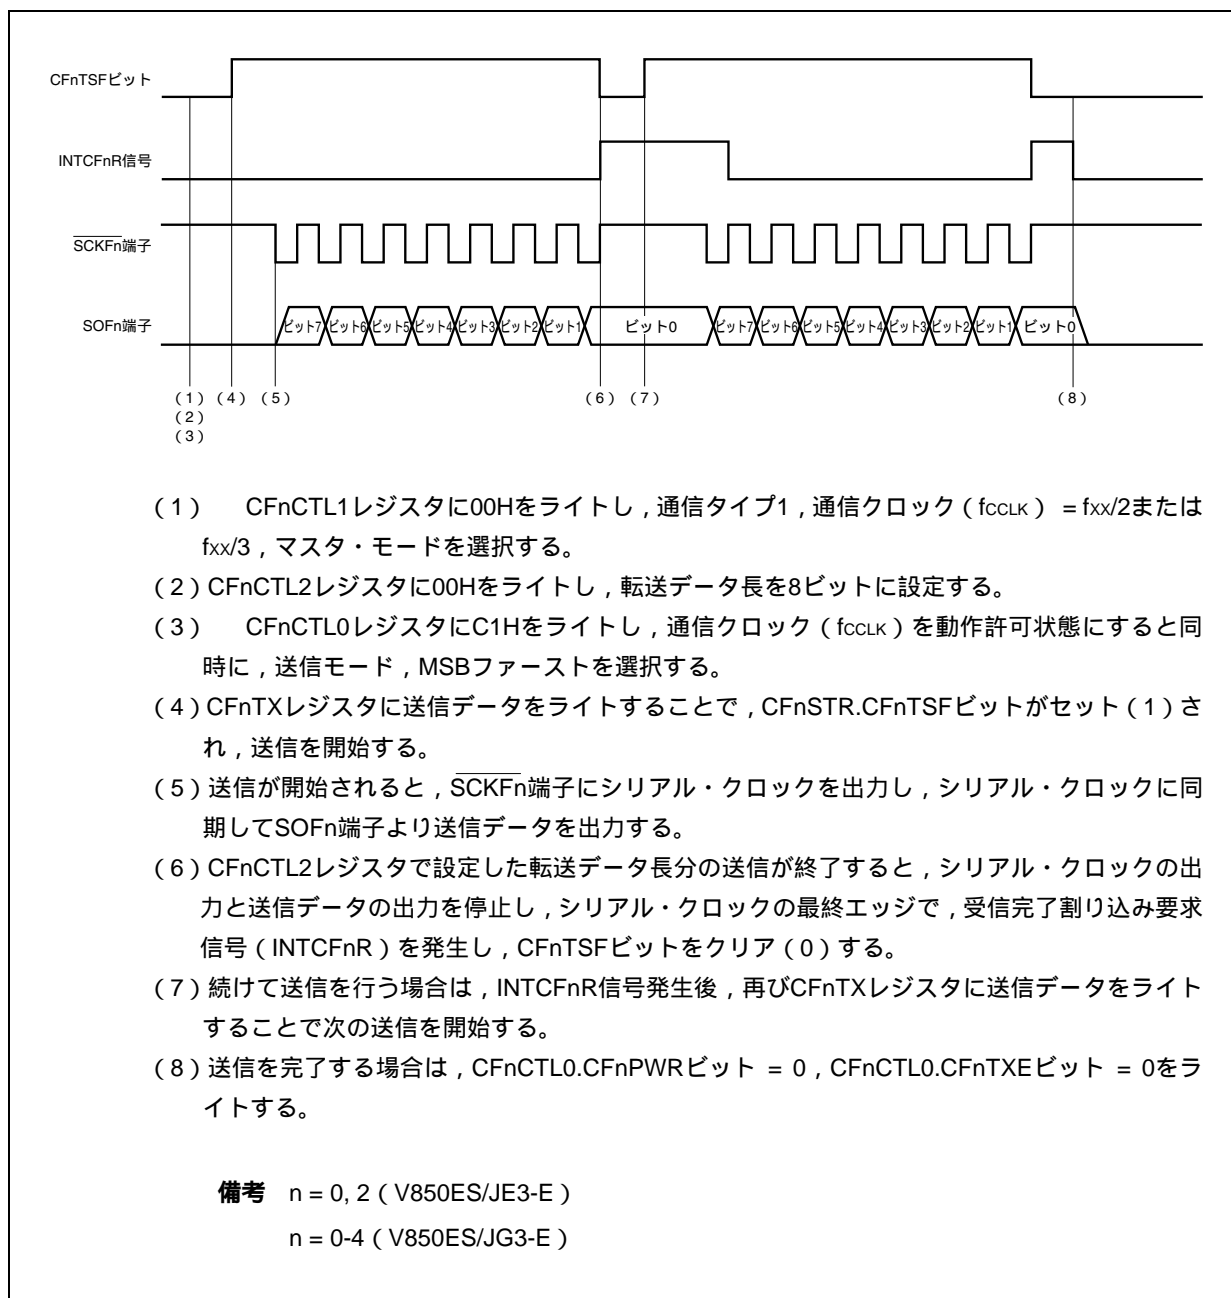 CFnTSFビット
INTCFnR信号
SCKFn端子
SOFn端子
ビット7 ビット6 ビット5 ビット4 ビット3 ビット2 ビット1 ビット0 ビット7 ビット6 ビット5 ビット4 ビット3 ビット2 ビット1 ビット0
(1) (4) (5) (6) (7) (8)
(2)
(3)
(1) CFnCTL1レジスタに00Hをライトし,通信タイプ1,通信クロック(fCCLK) = fXX/2または
fXX/3,マスタ・モードを選択する。
(2)CFnCTL2レジスタに00Hをライトし,転送データ長を8ビットに設定する。
(3) CFnCTL0レジスタにC1Hをライトし,通信クロック(fCCLK)を動作許可状態にすると同
時に,送信モード,MSBファーストを選択する。
(4)CFnTXレジスタに送信データをライトすることで,CFnSTR.CFnTSFビットがセット(1)さ
れ,送信を開始する。
(5)送信が開始されると,SCKFn端子にシリアル・クロックを出力し,シリアル・クロックに同
期してSOFn端子より送信データを出力する。
(6)CFnCTL2レジスタで設定した転送データ長分の送信が終了すると,シリアル・クロックの出
力と送信データの出力を停止し,シリアル・クロックの最終エッジで,受信完了割り込み要求
信号(INTCFnR)を発生し,CFnTSFビットをクリア(0)する。
(7)続けて送信を行う場合は,INTCFnR信号発生後,再びCFnTXレジスタに送信データをライト
することで次の送信を開始する。
(8)送信を完了する場合は,CFnCTL0.CFnPWRビット = 0,CFnCTL0.CFnTXEビット = 0をラ
イトする。
備考 n = 0, 2(V850ES/JE3-E)
n = 0-4(V850ES/JG3-E)